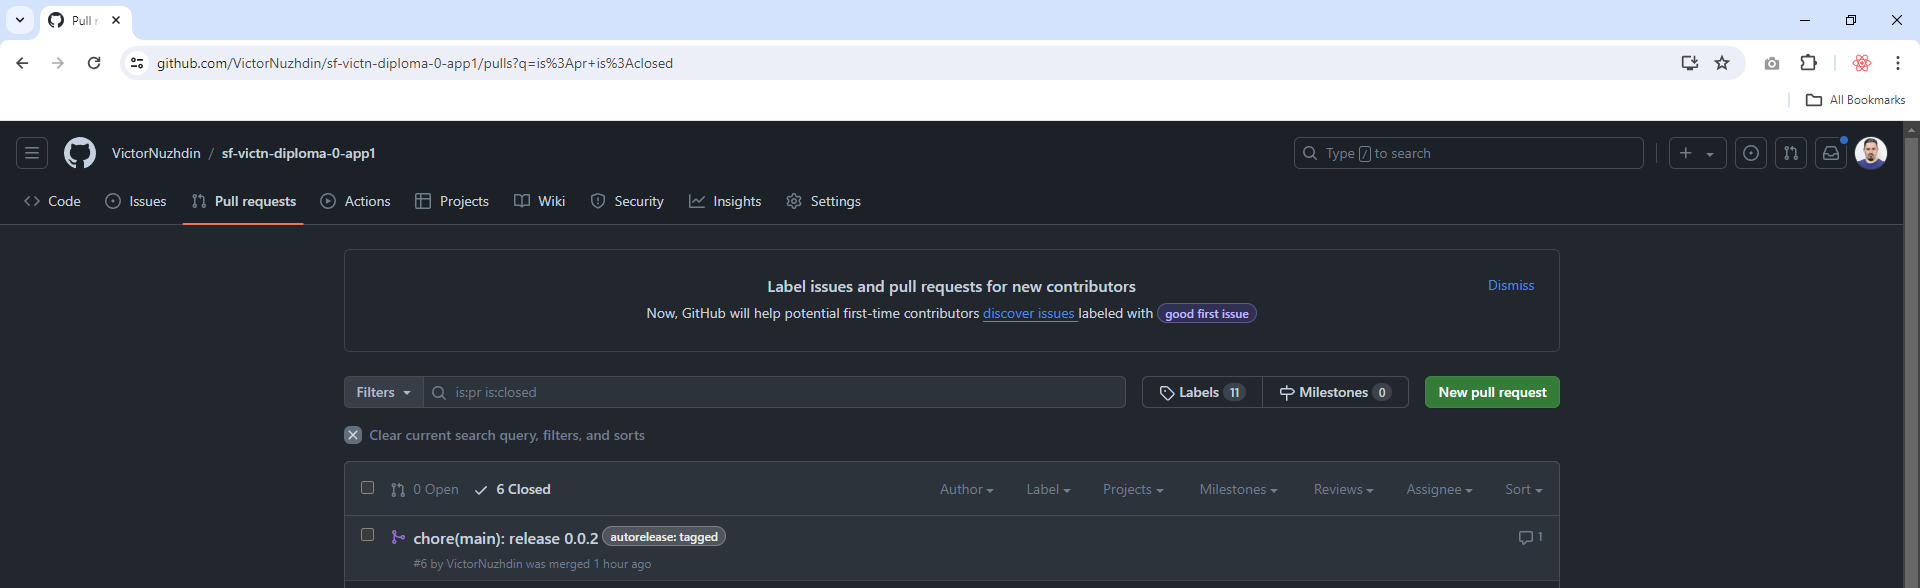 Pull r
github.com/VictorNuzhdin/sf-victn-diploma-0-app1/pulls?q=is%3Apr+is%3Aclosed
All Bookmarks
VictorNuzhdin / sf-victn-diploma-0-app1
Type / to search
Code Issues Pull requests Actions Projects Wiki Security Insights Settings
Label issues and pull requests for new contributors
Dismiss
Now, GitHub will help potential first-time contributors discover issues labeled with good first issue
Filters is:pr is:closed Labels 11 Milestones 0 New pull request
Clear current search query, filters, and sorts
0 Open 6 Closed Author Label Projects Milestones Reviews Assignee Sort
chore(main): release 0.0.2 autorelease: tagged 1
#6 by VictorNuzhdin was merged 1 hour ago